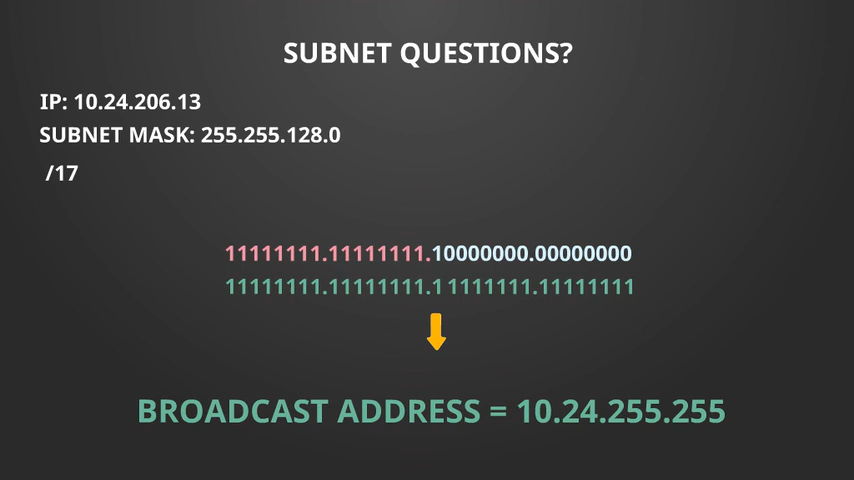 SUBNET QUESTIONS?
IP: 10.24.206.13
SUBNET MASK: 255.255.128.0
/17
11111111.11111111.10000000.00000000
11111111.11111111.1 1111111.11111111
BROADCAST ADDRESS = 10.24.255.255